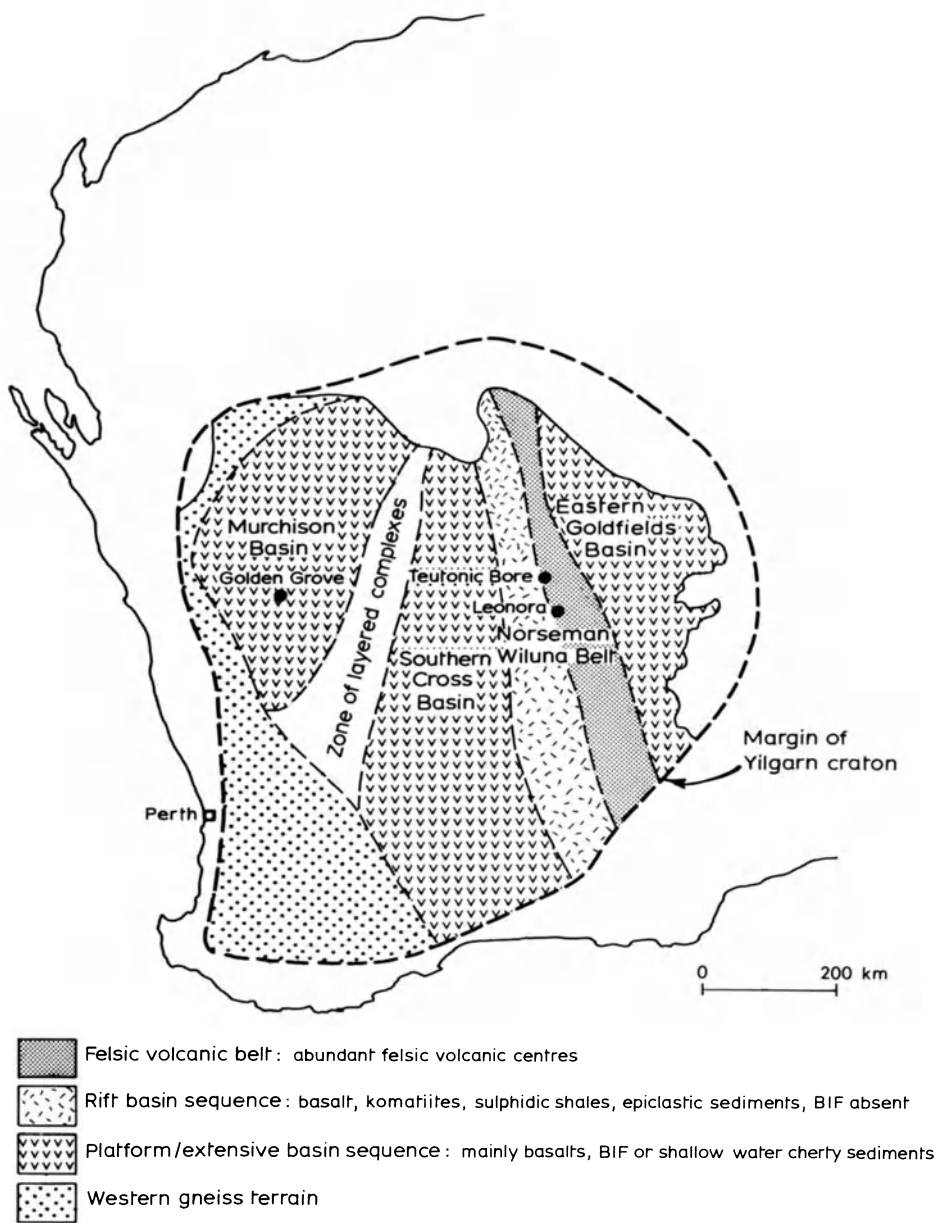 Murchison
Basin
Golden Grove
Zone of layered complexes
Eastern
Goldfields
Basin
Teutonic Bore
Leonora
Norseman
Wiluna Belt
Southern
Cross
Basin
Margin of
Yilgarn craton
Perth
0 200 km
Felsic volcanic belt: abundant felsic volcanic centres
Rift basin sequence: basalt, komatiites, sulphidic shales, epiclastic sediments, BIF absent
Platform/extensive basin sequence: mainly basalts, BIF or shallow water cherty sediments
Western gneiss terrain